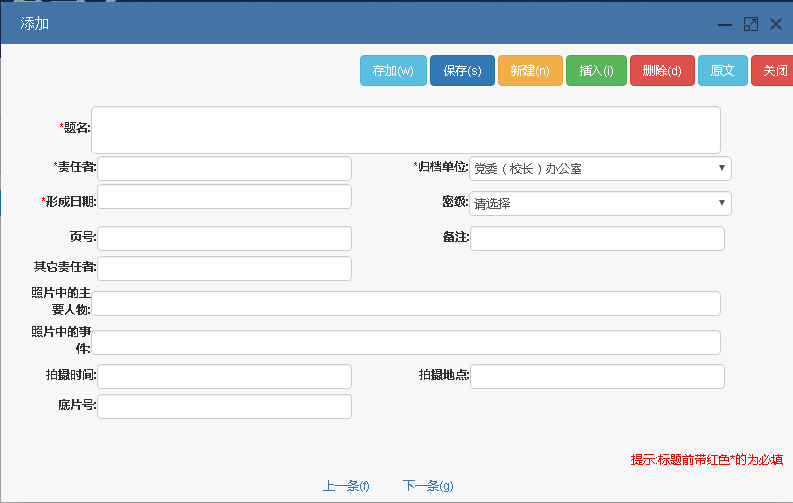 添加
存加(w) 保存(s) 新建(n) 插入(i) 删除(d) 原文 关闭
*题名:
*责任者: *归档单位: 党委（校长）办公室
*形成日期: 密级: 请选择
页号: 备注:
其它责任者:
照片中的主
要人物:
照片中的事
件:
拍摄时间: 拍摄地点:
底片号:
提示:标题前带红色*的为必填
上一条(f) 下一条(g)